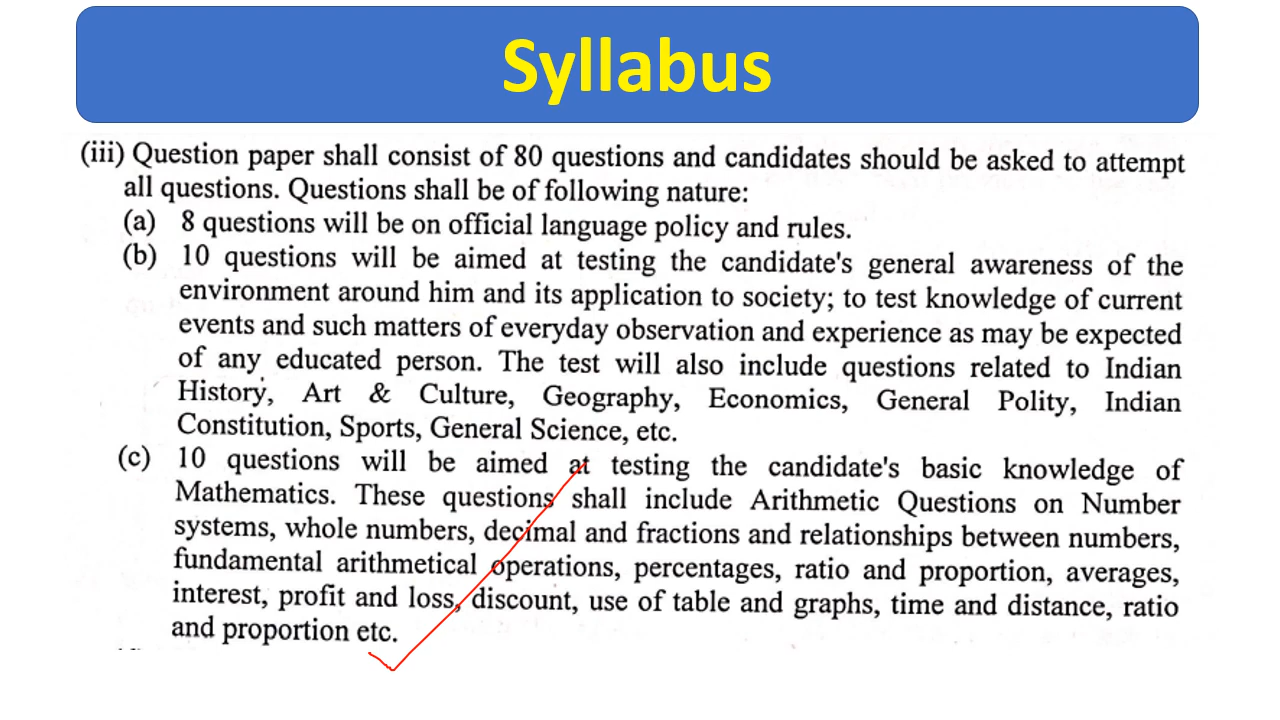 Syllabus
(iii) Question paper shall consist of 80 questions and candidates should be asked to attempt
all questions. Questions shall be of following nature:
(a) 8 questions will be on official language policy and rules.
(b) 10 questions will be aimed at testing the candidate's general awareness of the
environment around him and its application to society; to test knowledge of current
events and such matters of everyday observation and experience as may be expected
of any educated person. The test will also include questions related to Indian
History, Art & Culture, Geography, Economics, General Polity, Indian
Constitution, Sports, General Science, etc.
(c) 10 questions will be aimed at testing the candidate's basic knowledge of
Mathematics. These questions shall include Arithmetic Questions on Number
systems, whole numbers, decimal and fractions and relationships between numbers,
fundamental arithmetical operations, percentages, ratio and proportion, averages,
interest, profit and loss, discount, use of table and graphs, time and distance, ratio
and proportion etc.